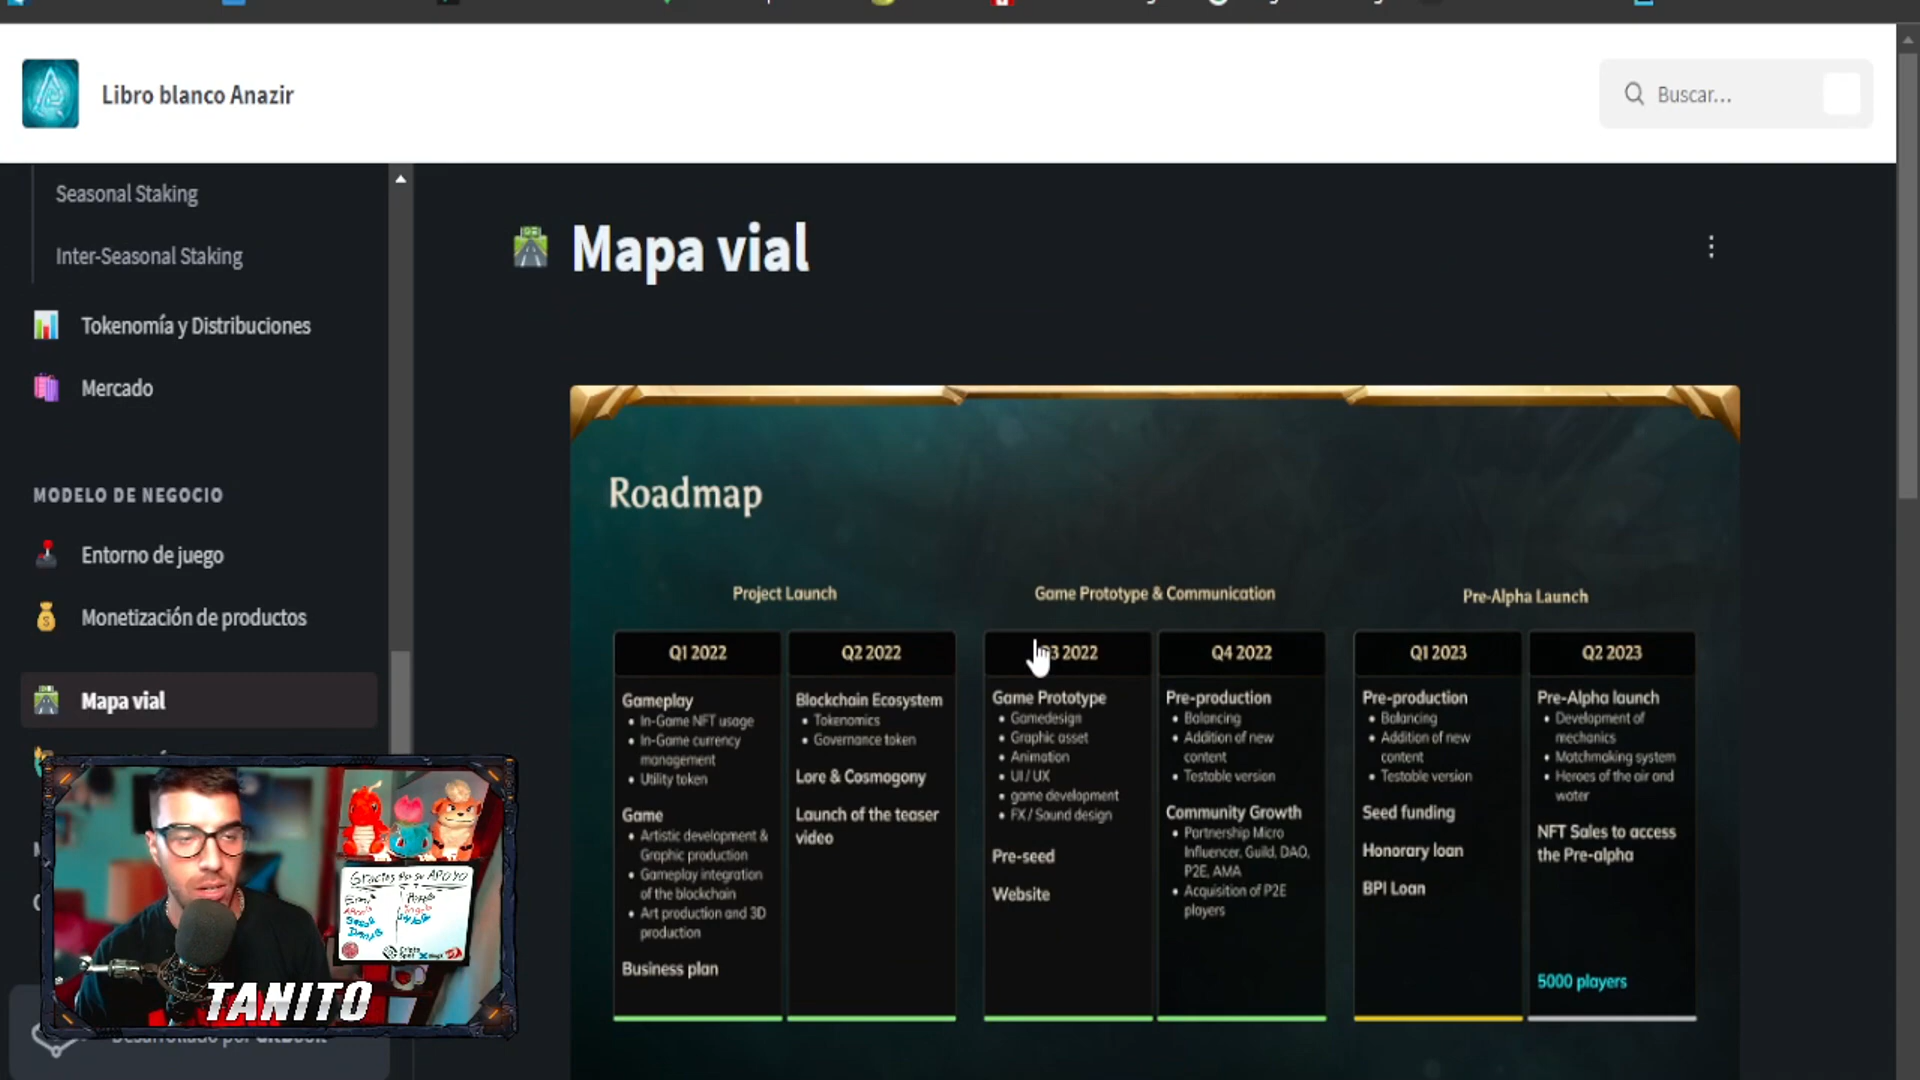 Libro blanco Anazir
Buscar...
Seasonal Staking
Inter-Seasonal Staking
Tokenomía y Distribuciones
Mercado
MODELO DE NEGOCIO
Entorno de juego
Monetización de productos
Mapa vial
Mapa vial
Roadmap
Project Launch
Game Prototype & Communication
Pre-Alpha Launch
Q1 2022
Gameplay
In-Game NFT usage
In-Game currency
management
Utility token
Game
Artistic development &
Graphic production
Gameplay integration
of the blockchain
Art production and 3D
production
Business plan
Q2 2022
Blockchain Ecosystem
Tokenomics
Governance token
Lore & Cosmogony
Launch of the teaser
video
3 2022
Game Prototype
Gamedesign
Graphic asset
Animation
UI / UX
game development
FX / Sound design
Pre-seed
Website
Q4 2022
Pre-production
Balancing
Addition of new
content
Testable version
Community Growth
Partnership Micro
Influencer, Guild, DAO,
P2E, AMA
Acquisition of P2E
players
Q1 2023
Pre-production
Balancing
Addition of new
content
Testable version
Seed funding
Honorary loan
BPI Loan
Q2 2023
Pre-Alpha launch
Development of
mechanics
Matchmaking system
Heroes of the air and
water
NFT Sales to access
the Pre-alpha
5000 players
Gracias por su APOYO
TANITO
Desarrollado por GitBook